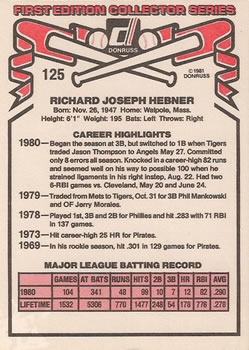 FIRST EDITION COLLECTOR SERIES
DONRUSS
125
©1981
DONRUSS
RICHARD JOSEPH HEBNER
Born: Nov. 26, 1947 Home: Walpole, Mass.
Height: 6'1" Weight: 195 Bats: Left Throws: Right
CAREER HIGHLIGHTS
1980—Began the season at 3B, but switched to 1B when Tigers
traded Jason Thompson to Angels May 27. Committed
only 8 errors all season. Knocked in a career-high 82 runs
and seemed well on his way to possible 100 when he
strained ligaments in his right instep, Aug. 22. Had two
6-RBI games vs. Cleveland, May 20 and June 24.
1979—Traded from Mets to Tigers, Oct. 31 for 3B Phil Mankowski
and OF Jerry Morales.
1978—Played 1st, 3B and 2B for Phillies and hit .283 with 71 RBI
in 137 games.
1973—Hit career-high 25 HR for Pirates.
1969—In his rookie season, hit .301 in 129 games for Pirates.
MAJOR LEAGUE BATTING RECORD
GAMES AT BATS RUNS HITS 2B 3B HR RBI AVE.
1980 104 341 48 99 10 7 12 82 .290
LIFETIME 1532 5306 770 1477 248 54 178 782 .278